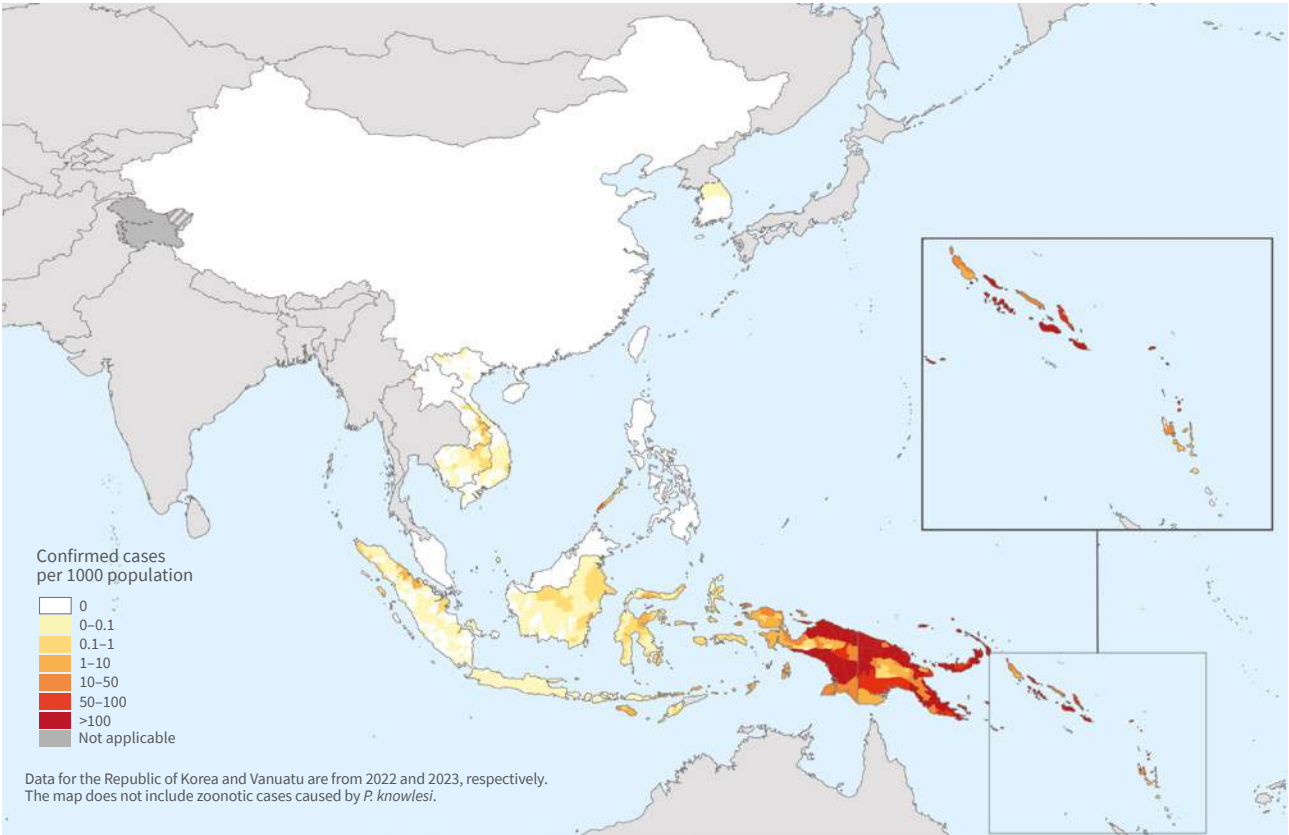 Confirmed cases
per 1000 population
0
0–0.1
0.1–1
1–10
10–50
50–100
>100
Not applicable
Data for the Republic of Korea and Vanuatu are from 2022 and 2023, respectively.
The map does not include zoonotic cases caused by P. knowlesi.